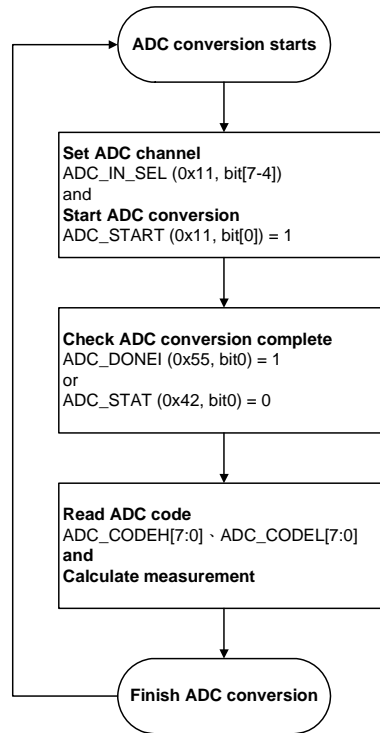 ADC conversion starts
Set ADC channel
ADC_IN_SEL (0x11, bit[7-4])
and
Start ADC conversion
ADC_START (0x11, bit[0]) = 1
Check ADC conversion complete
ADC_DONEI (0x55, bit0) = 1
or
ADC_STAT (0x42, bit0) = 0
Read ADC code
ADC_CODEH[7:0]、ADC_CODEL[7:0]
and
Calculate measurement
Finish ADC conversion